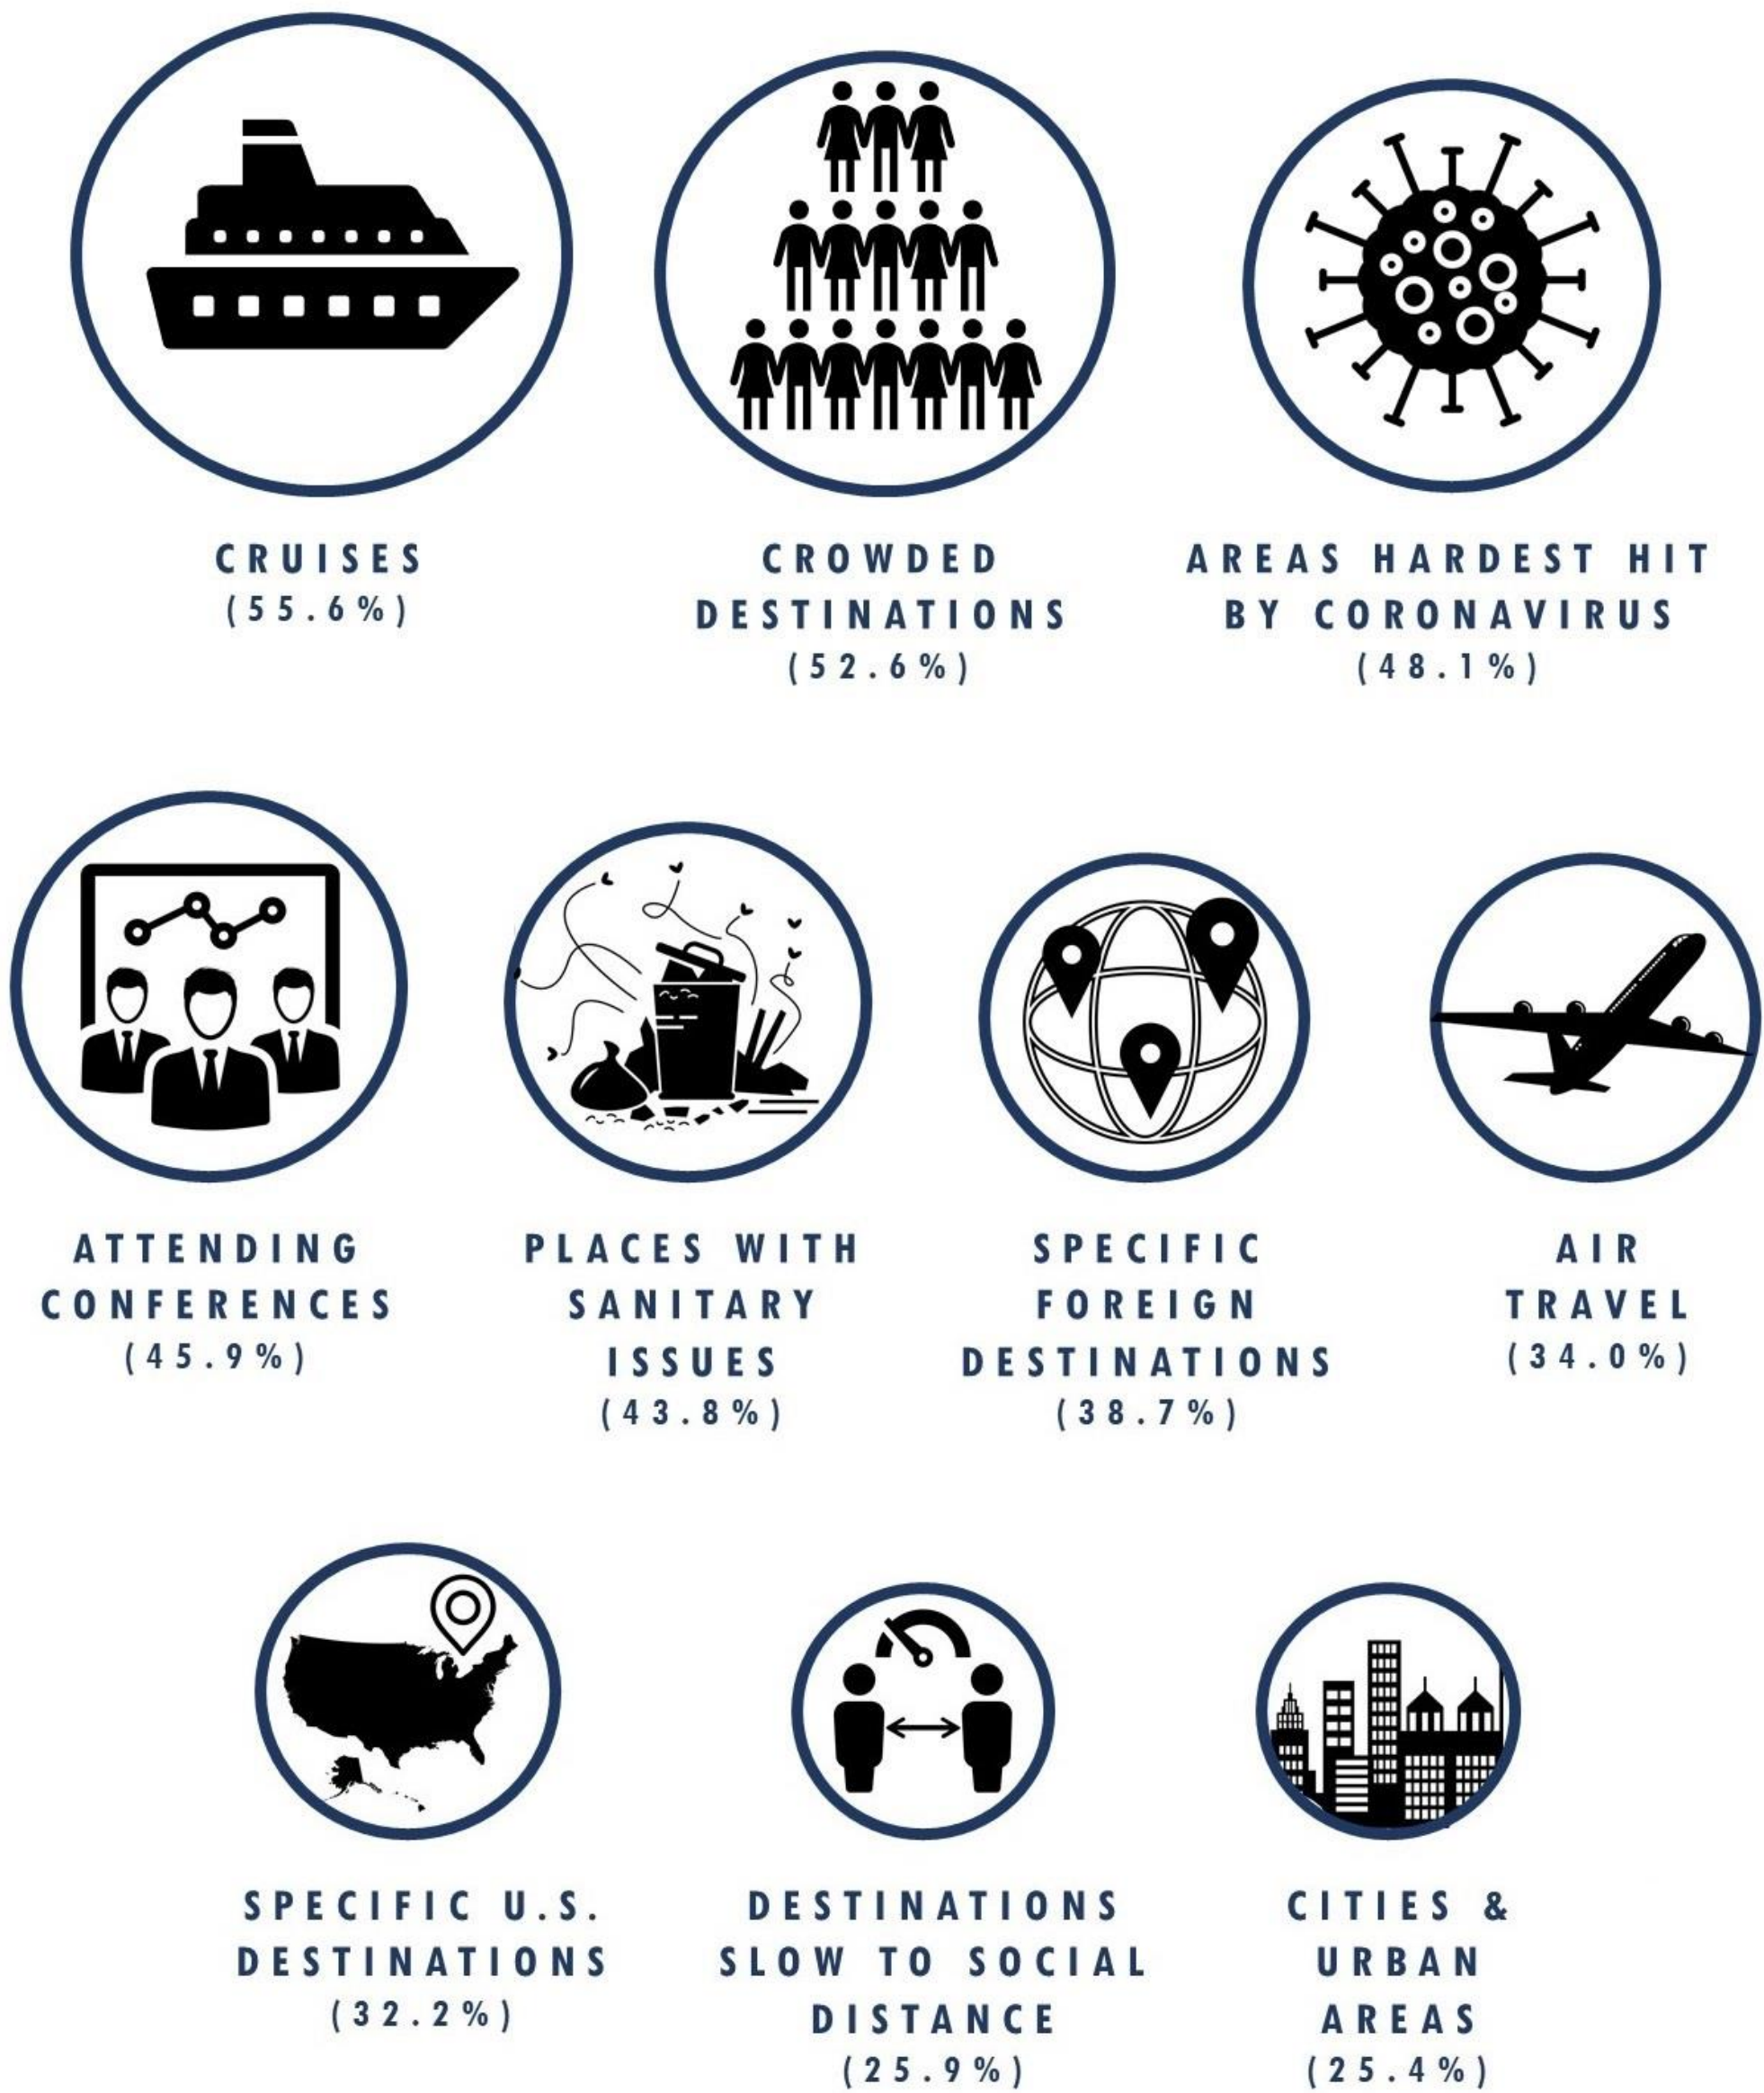 CRUISES
(55.6%)
CROWDED
DESTINATIONS
(52.6%)
AREAS HARDEST HIT
BY CORONAVIRUS
(48.1%)
ATTENDING
CONFERENCES
(45.9%)
PLACES WITH
SANITARY
ISSUES
(43.8%)
SPECIFIC
FOREIGN
DESTINATIONS
(38.7%)
AIR
TRAVEL
(34.0%)
SPECIFIC U.S.
DESTINATIONS
(32.2%)
DESTINATIONS
SLOW TO SOCIAL
DISTANCE
(25.9%)
CITIES &
URBAN
AREAS
(25.4%)